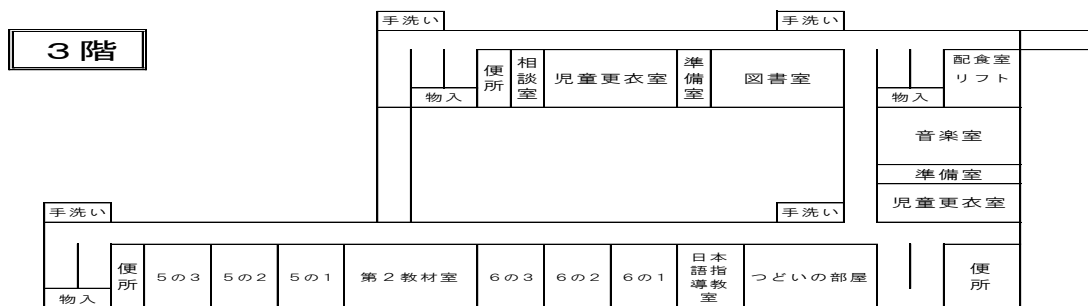 3階
手洗い
手洗い
便所
相談室
児童更衣室
準備室
図書室
配食室
リフト
物入
物入
音楽室
準備室
児童更衣室
手洗い
手洗い
便所
5の3
5の2
5の1
第2教材室
6の3
6の2
6の1
日本
語指
導教
室
つどいの部屋
便所
物入